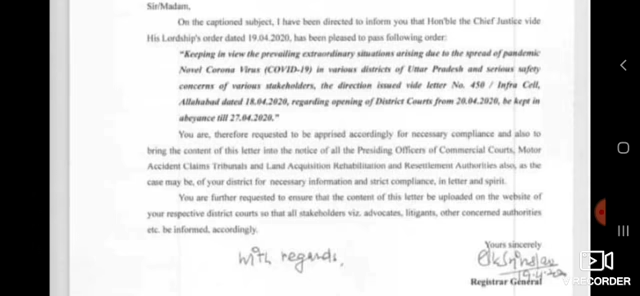 Sir/Madam,
On the captioned subject, I have been directed to inform you that Hon'ble the Chief Justice vide
His Lordship's order dated 19.04.2020, has been pleased to pass following order:
"Keeping in view the prevailing extraordinary situations arising due to the spread of pandemic
Novel Corona Virus (COVID-19) in various districts of Uttar Pradesh and serious safety
concerns of various stakeholders, the direction issued vide letter No. 450 / Infra Cell,
Allahabad dated 18.04.2020, regarding opening of District Courts from 20.04.2020, be kept in
abeyance till 27.04.2020."
You are, therefore requested to be apprised accordingly for necessary compliance and also to
bring the content of this letter into the notice of all the Presiding Officers of Commercial Courts, Motor
Accident Claims Tribunals and Land Acquisition Rehabilitation and Resettlement Authorities also, as the
case may be, of your district for necessary information and strict compliance, in letter and spirit.
You are further requested to ensure that the content of this letter be uploaded on the website of
your respective district courts so that all stakeholders viz. advocates, litigants, other concerned authorities
etc. be informed, accordingly.
with regards,
Yours sincerely
Registrar General
V RECORDER